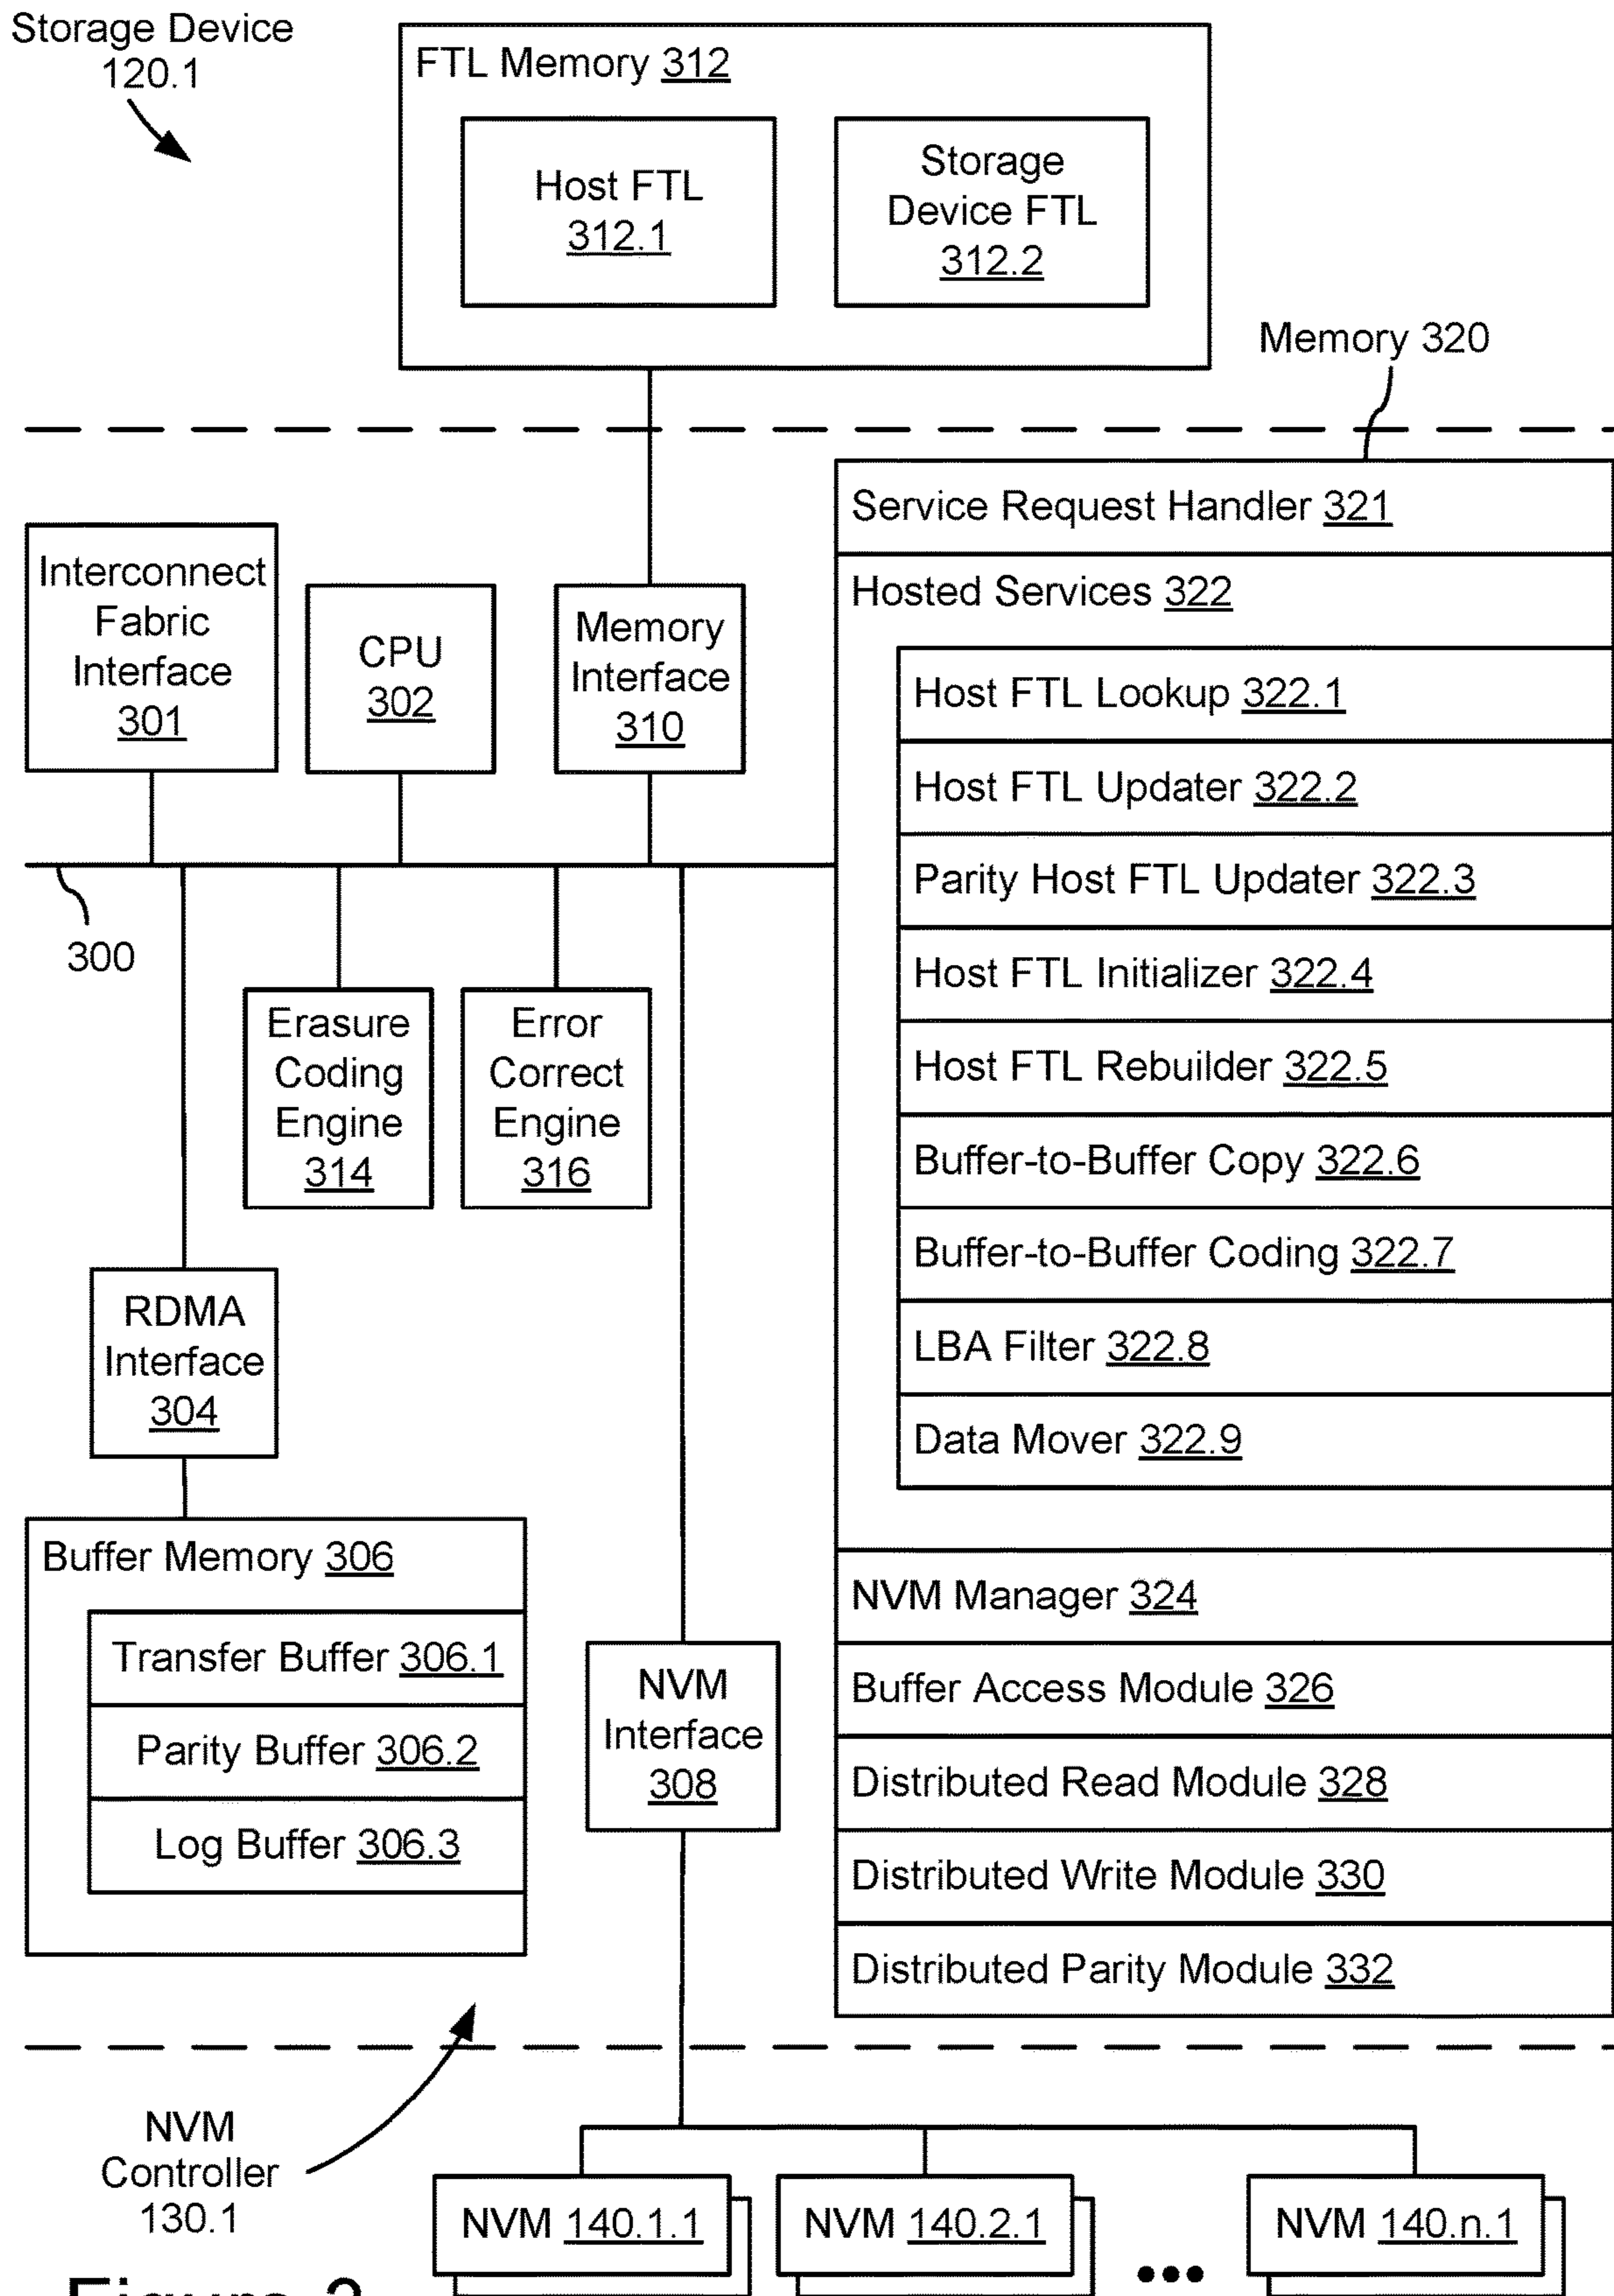 Storage Device
120.1
FTL Memory 312
Host FTL
312.1
Storage
Device FTL
312.2
Memory 320
Interconnect
Fabric
Interface
301
CPU
302
Memory
Interface
310
300
Erasure
Coding
Engine
314
Error
Correct
Engine
316
RDMA
Interface
304
Buffer Memory 306
Transfer Buffer 306.1
Parity Buffer 306.2
Log Buffer 306.3
NVM
Interface
308
Service Request Handler 321
Hosted Services 322
Host FTL Lookup 322.1
Host FTL Updater 322.2
Parity Host FTL Updater 322.3
Host FTL Initializer 322.4
Host FTL Rebuilder 322.5
Buffer-to-Buffer Copy 322.6
Buffer-to-Buffer Coding 322.7
LBA Filter 322.8
Data Mover 322.9
NVM Manager 324
Buffer Access Module 326
Distributed Read Module 328
Distributed Write Module 330
Distributed Parity Module 332
NVM
Controller
130.1
NVM 140.1.1
NVM 140.2.1
•••
NVM 140.n.1
Figure